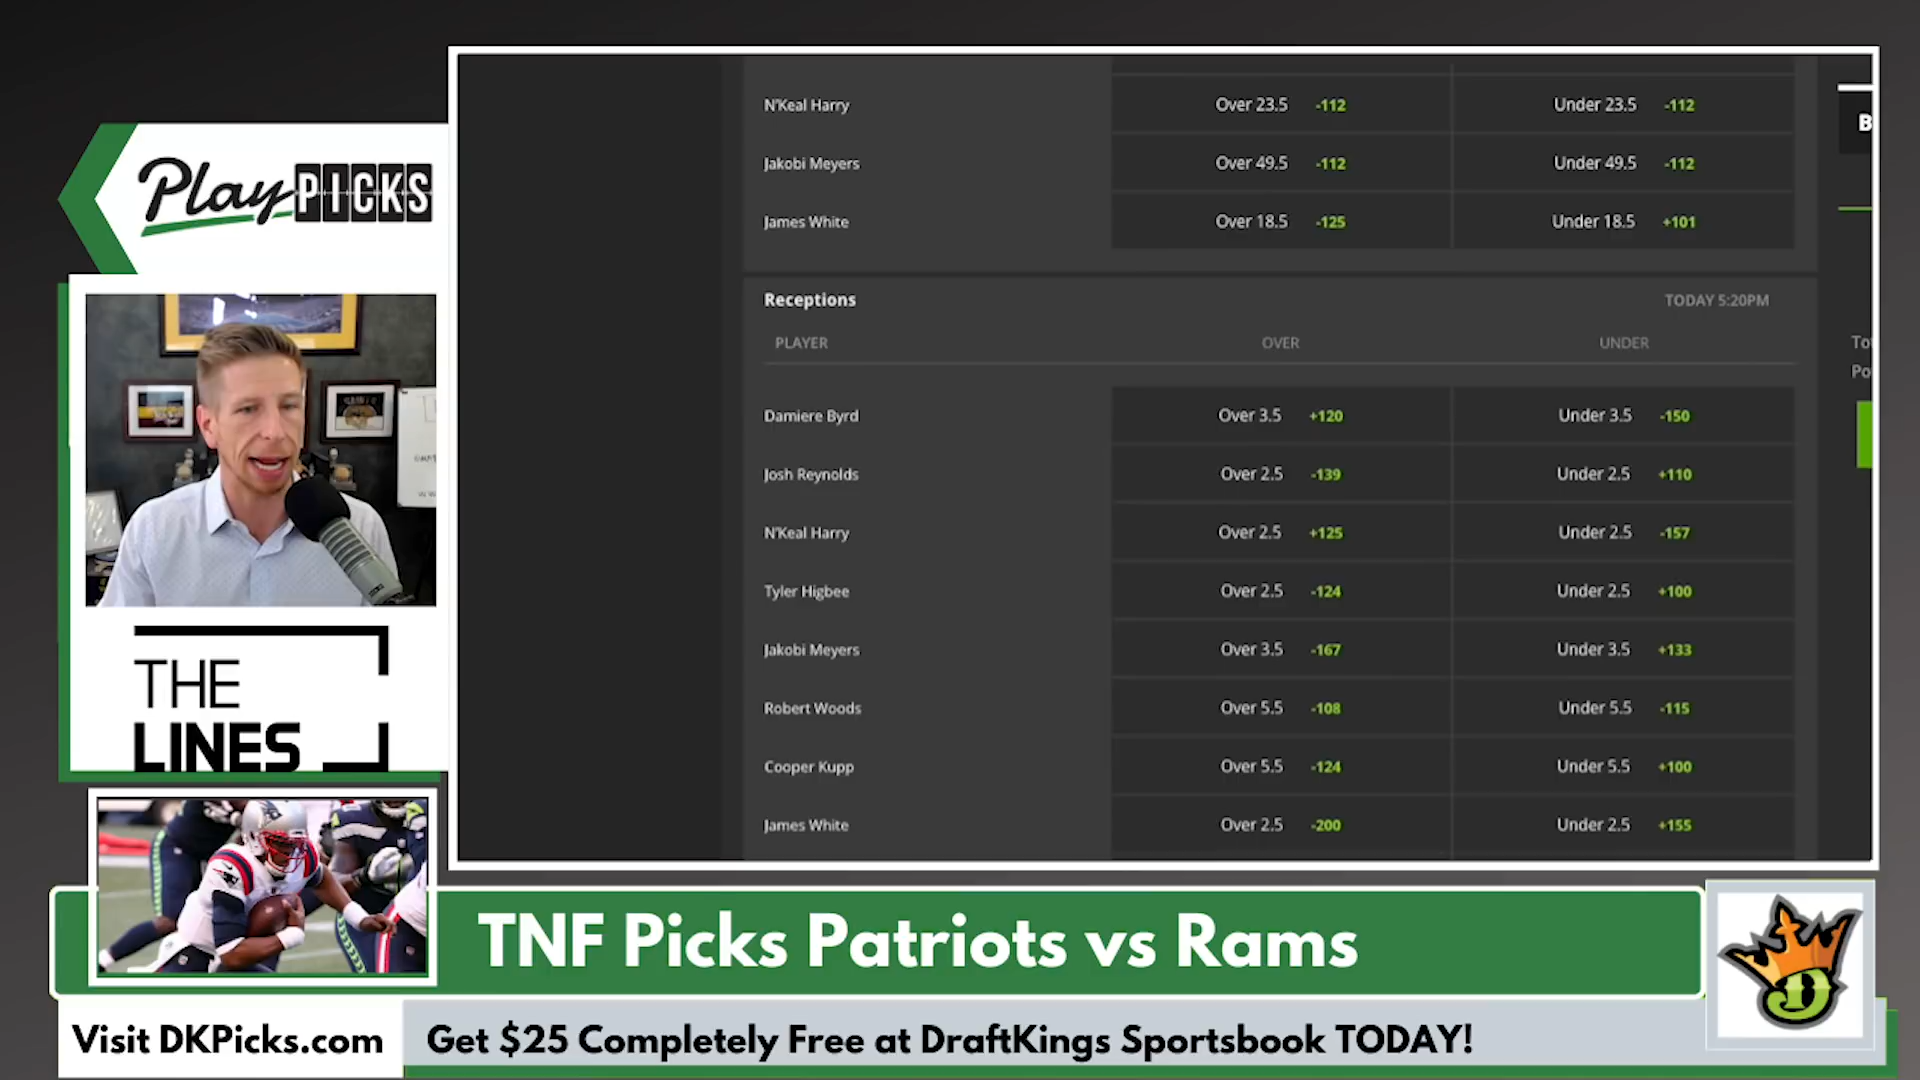 Play PICKS
THE
LINES
N'Keal Harry Over 23.5 -112 Under 23.5 -112
Jakobi Meyers Over 49.5 -112 Under 49.5 -112
James White Over 18.5 -125 Under 18.5 +101
Receptions TODAY 5:20PM
PLAYER OVER UNDER
Damiere Byrd Over 3.5 +120 Under 3.5 -150
Josh Reynolds Over 2.5 -139 Under 2.5 +110
N'Keal Harry Over 2.5 +125 Under 2.5 -157
Tyler Higbee Over 2.5 -124 Under 2.5 +100
Jakobi Meyers Over 3.5 -167 Under 3.5 +133
Robert Woods Over 5.5 -108 Under 5.5 -115
Cooper Kupp Over 5.5 -124 Under 5.5 +100
James White Over 2.5 -200 Under 2.5 +155
TNF Picks Patriots vs Rams
D
Visit DKPicks.com
Get $25 Completely Free at DraftKings Sportsbook TODAY!